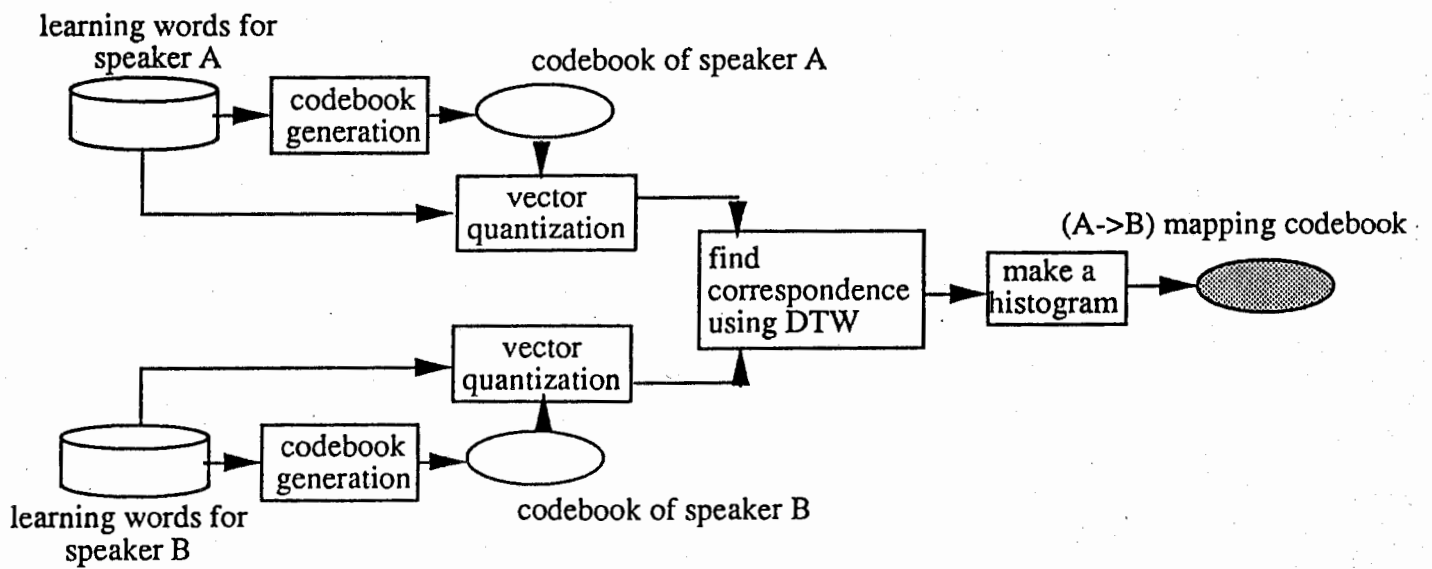 learning words for
speaker A
codebook
generation
codebook of speaker A
vector
quantization
find
correspondence
using DTW
make a
histogram
(A->B) mapping codebook
vector
quantization
codebook
generation
codebook of speaker B
learning words for
speaker B